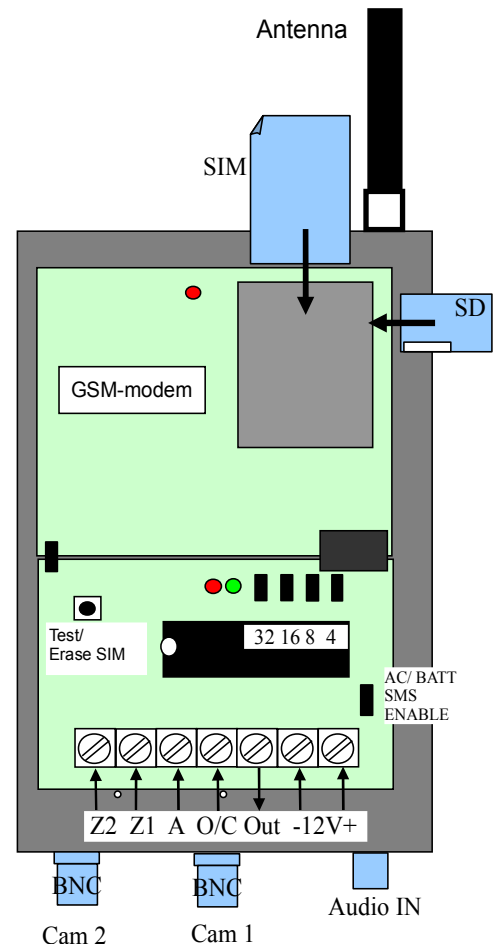 Antenna
SIM
SD
GSM-modem
Test/
Erase SIM
32 16 8 4
AC/ BATT
SMS
ENABLE
Z2 Z1 A O/C Out -12V+
BNC
BNC
Audio IN
Cam 2
Cam 1